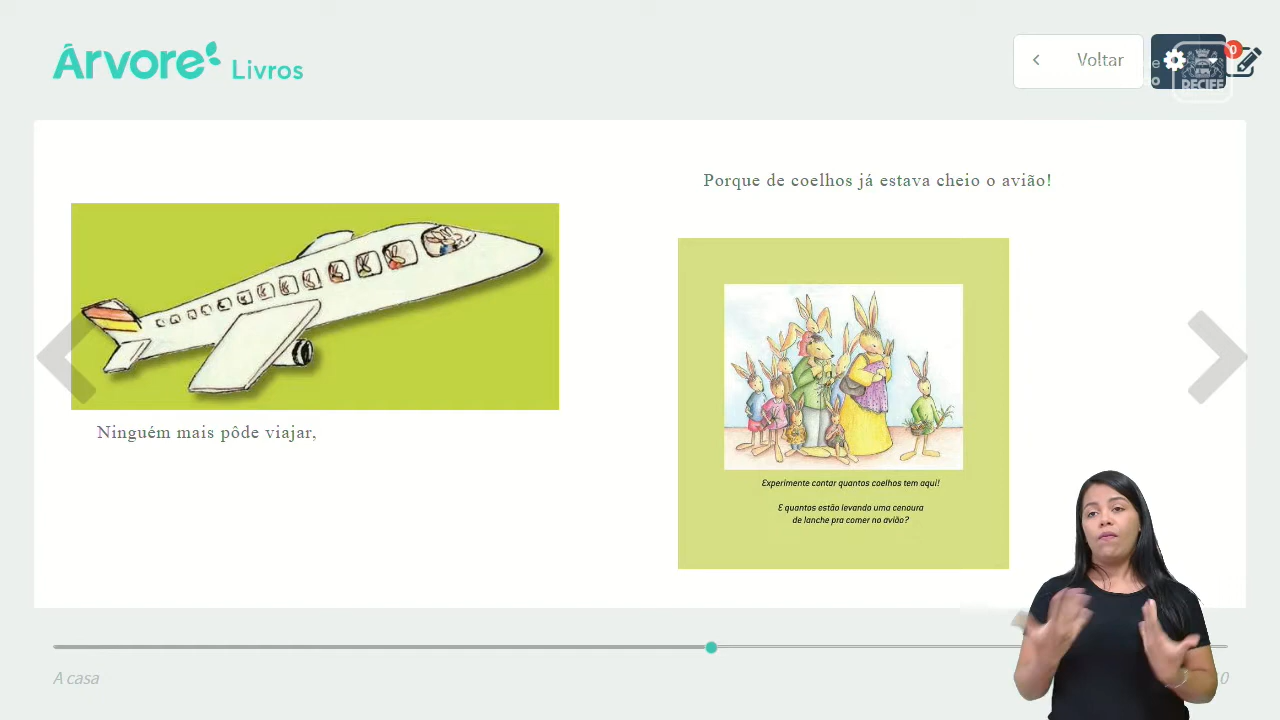 Árvore Livros
Voltar
RECIFE
Porque de coelhos já estava cheio o avião!
Ninguém mais pôde viajar,
Experimente contar quantos coelhos tem aqui!
E quantos estão levando uma cenoura
de lanche pra comer no avião?
A casa